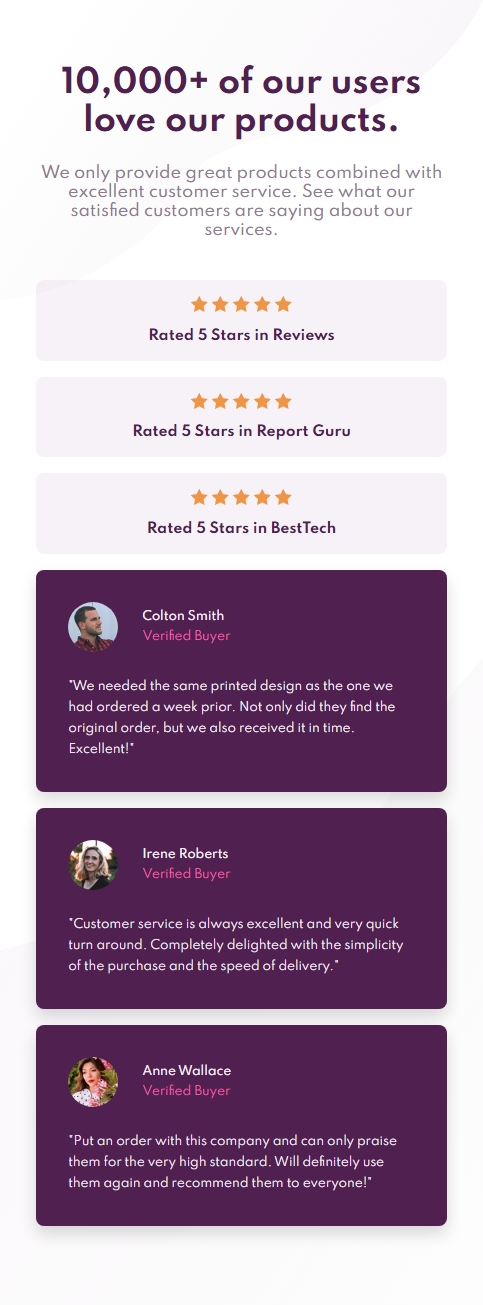 10,000+ of our users
love our products.
We only provide great products combined with
excellent customer service. See what our
satisfied customers are saying about our
services.
Rated 5 Stars in Reviews
Rated 5 Stars in Report Guru
Rated 5 Stars in BestTech
Colton Smith
Verified Buyer
"We needed the same printed design as the one we
had ordered a week prior. Not only did they find the
original order, but we also received it in time.
Excellent!"
Irene Roberts
Verified Buyer
"Customer service is always excellent and very quick
turn around. Completely delighted with the simplicity
of the purchase and the speed of delivery."
Anne Wallace
Verified Buyer
"Put an order with this company and can only praise
them for the very high standard. Will definitely use
them again and recommend them to everyone!"